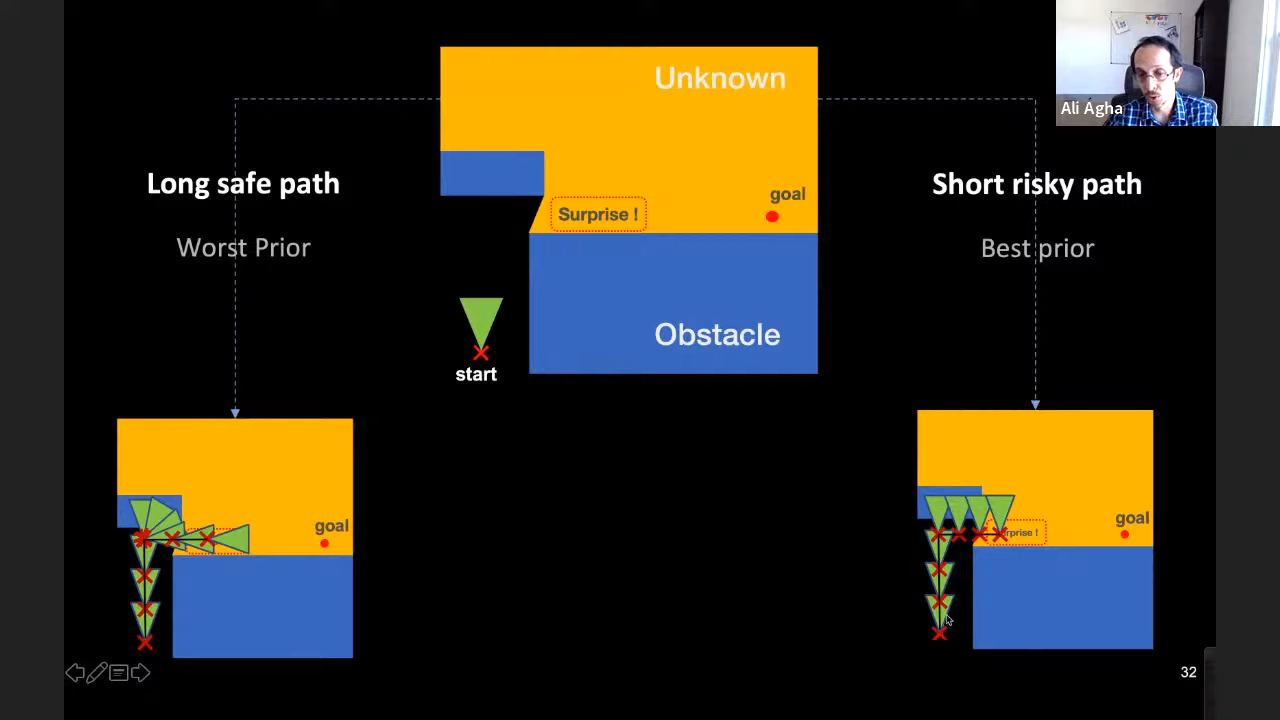 Unknown
Ali Agha
Long safe path
Short risky path
goal
Surprise !
Worst Prior
Best prior
Obstacle
start
goal
goal
rprise !
32